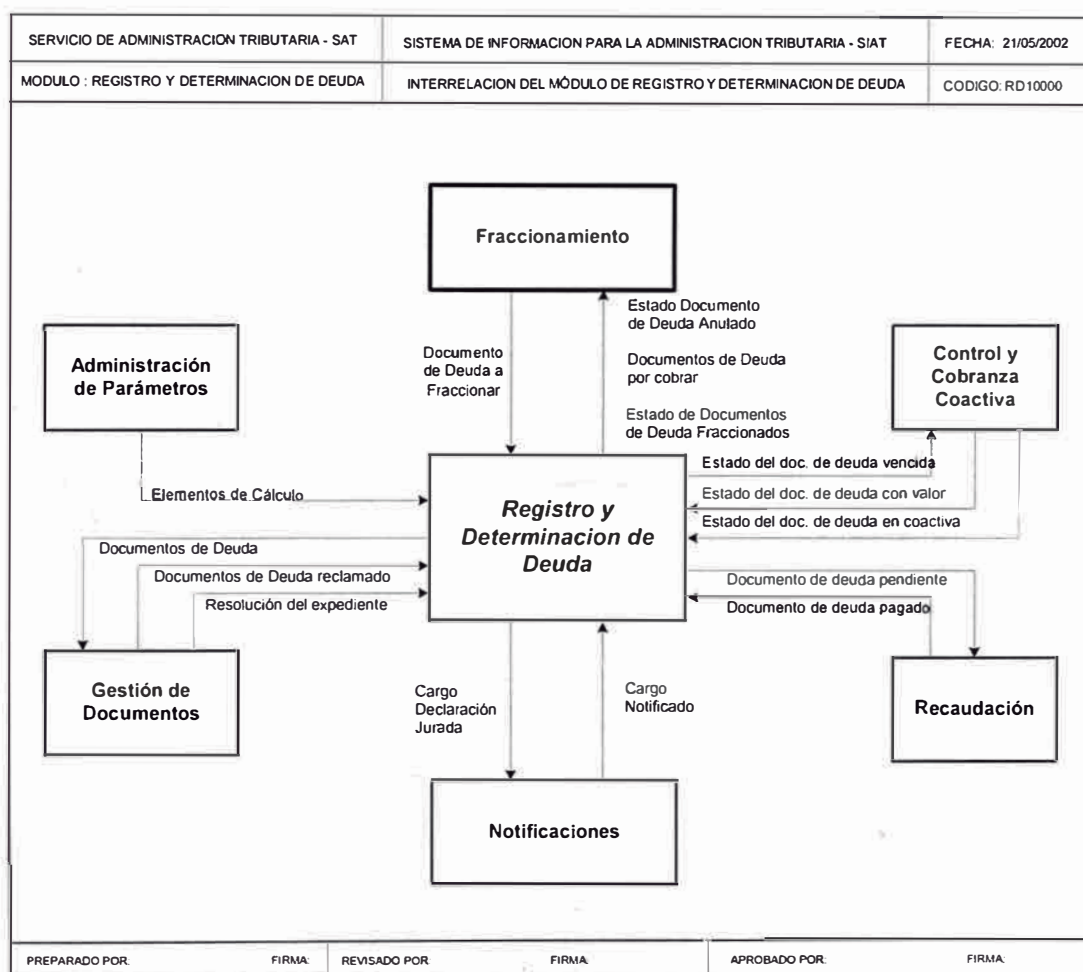 SERVICIO DE ADMINISTRACION TRIBUTARIA - SAT
SISTEMA DE INFORMACION PARA LA ADMINISTRACION TRIBUTARIA - SIAT
FECHA: 21/05/2002
MODULO : REGISTRO Y DETERMINACION DE DEUDA
INTERRELACION DEL MÓDULO DE REGISTRO Y DETERMINACION DE DEUDA
CODIGO: RD10000
Fraccionamiento
Administración
de Parámetros
Documento
de Deuda a
Fraccionar
Estado Documento
de Deuda Anulado
Documentos de Deuda
por cobrar
Estado de Documentos
de Deuda Fraccionados
Control y
Cobranza
Coactiva
Elementos de Cálculo
Registro y
Determinacion de
Deuda
Estado del doc. de deuda vencida
Estado del doc. de deuda con valor
Estado del doc. de deuda en coactiva
Documentos de Deuda
Documentos de Deuda reclamado
Resolución del expediente
Documento de deuda pendiente
Documento de deuda pagado
Gestión de
Documentos
Cargo
Declaración
Jurada
Cargo
Notificado
Recaudación
Notificaciones
PREPARADO POR:
FIRMA:
REVISADO POR
FIRMA:
APROBADO POR:
FIRMA: